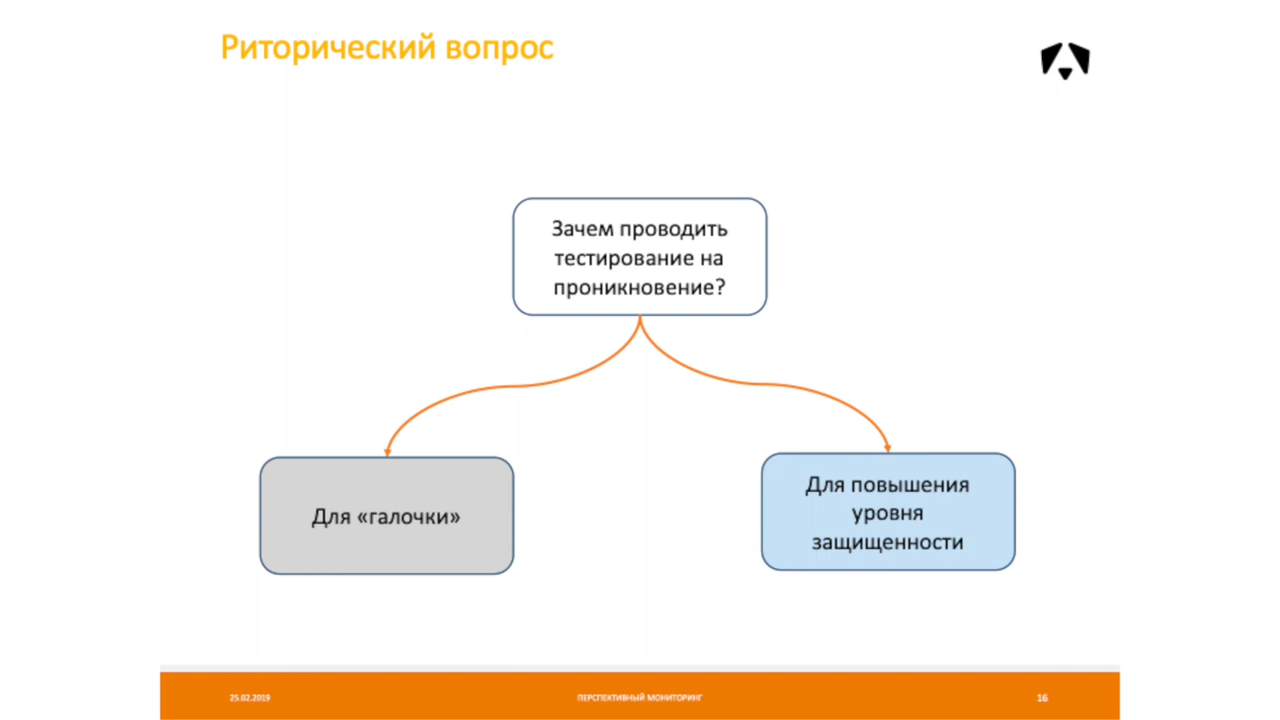 Риторический вопрос
Зачем проводить
тестирование на
проникновение?
Для «галочки»
Для повышения
уровня
защищенности
25.02.2019
ПЕРСПЕКТИВНЫЙ МОНИТОРИНГ
16